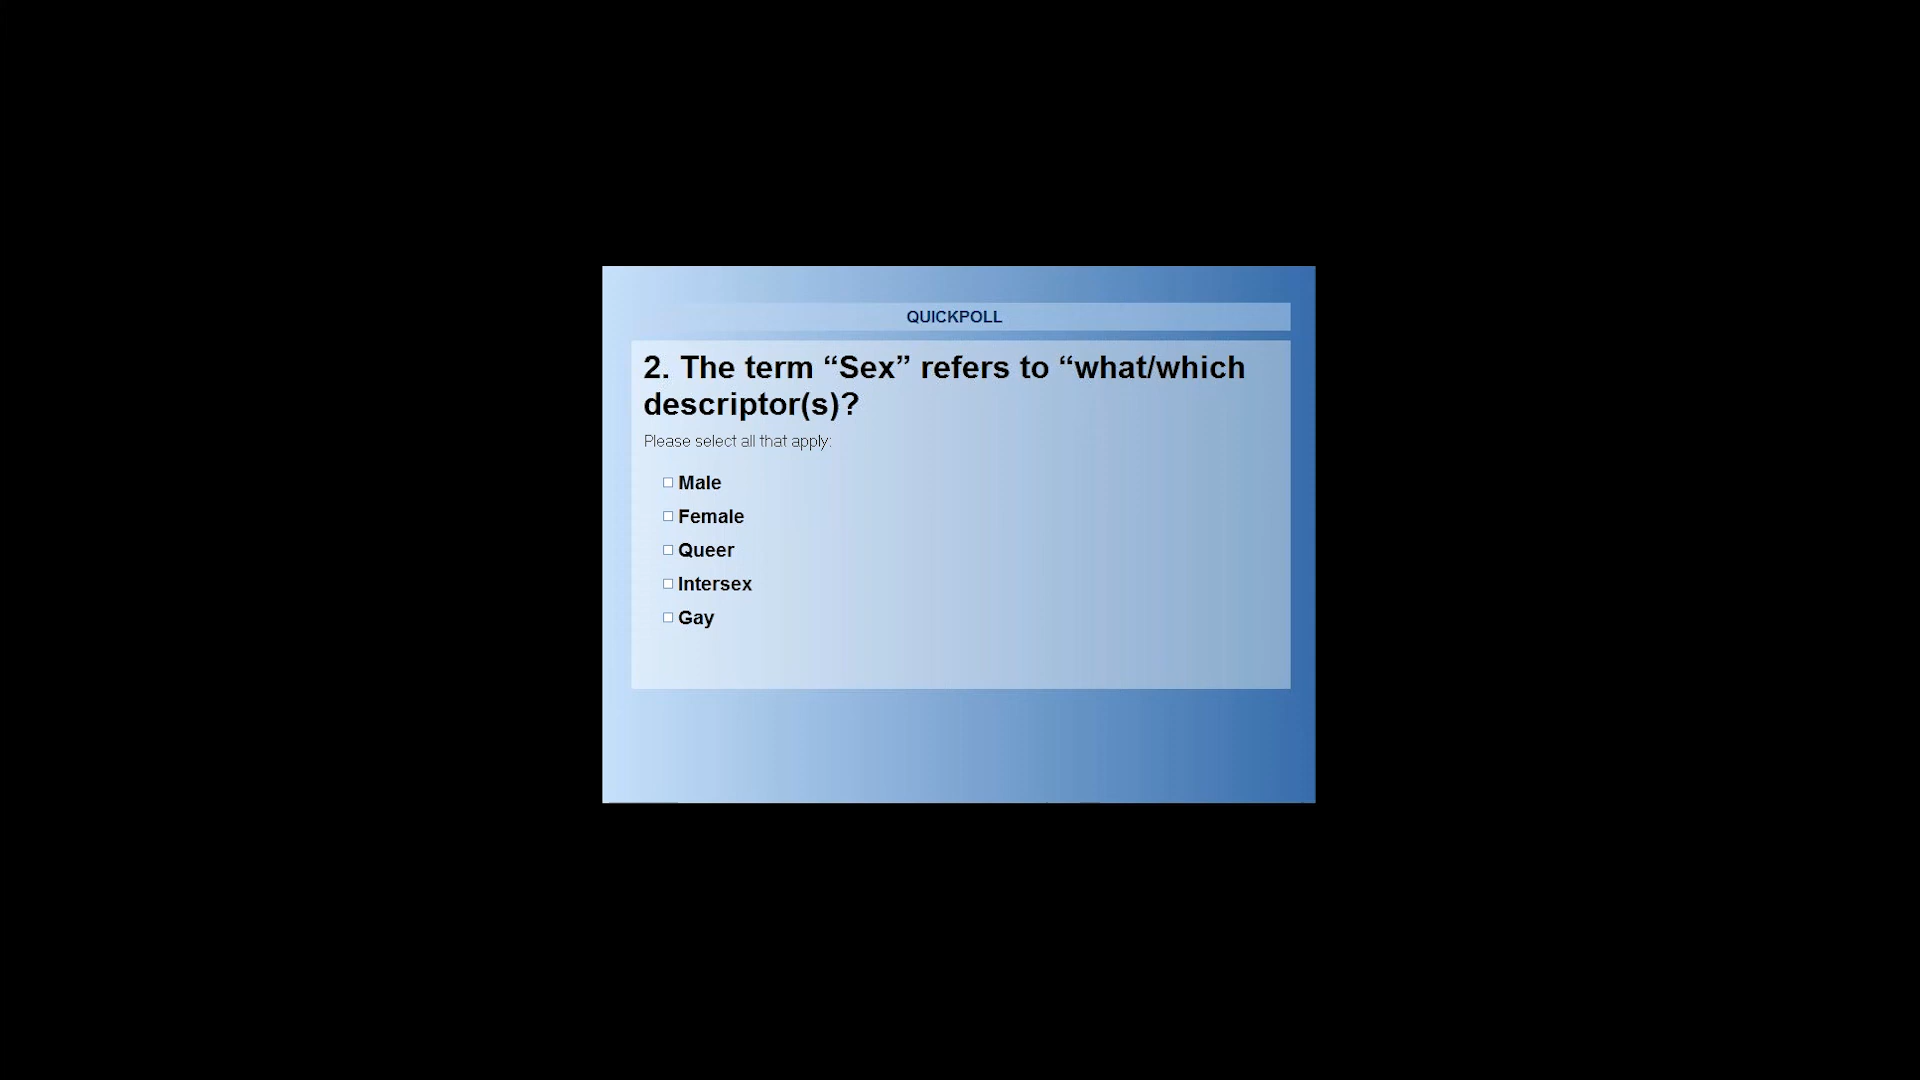 QUICKPOLL
2. The term “Sex” refers to “what/which
descriptor(s)?
Please select all that apply:
Male
Female
Queer
Intersex
Gay